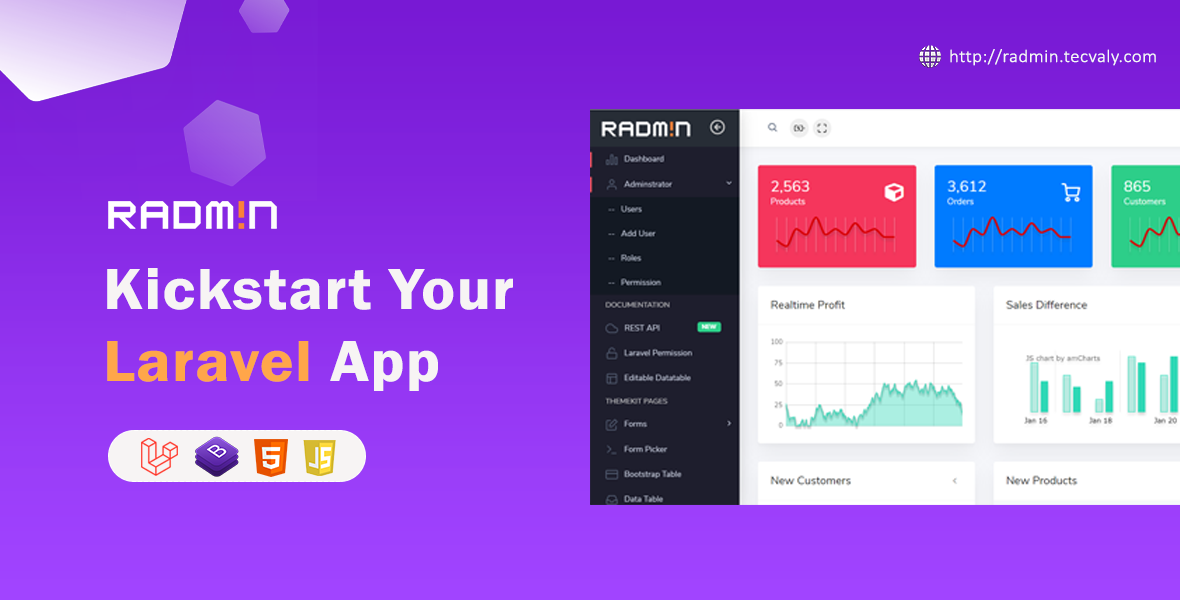 http://radmin.tecvaly.com
RADM!N
Kickstart Your
Laravel App
B
5
JS
RADM!N
Dashboard
Adminstrator
-- Users
-- Add User
-- Roles
-- Permission
DOCUMENTATION
REST API NEW
Laravel Permission
Editable Datatable
THEMEKIT PAGES
Forms
Form Picker
Bootstrap Table
Data Table
2,563
Products
3,612
Orders
865
Customers
Realtime Profit
100
75
50
25
0
Sales Difference
JS chart by amCharts
Jan 16 Jan 18 Jan 20
New Customers
New Products